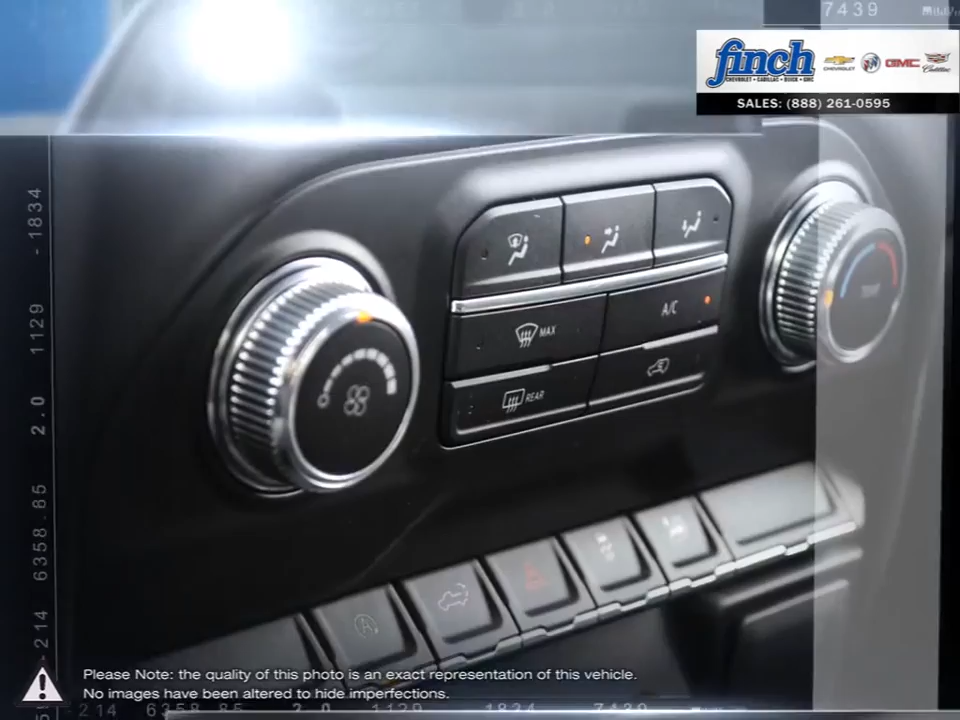 7439
finch
CHEVROLET • CADILLAC • BUICK • GMC
CHEVROLET
GMC
Cadillac
SALES: (888) 261-0595
- 1834
1129
2.0
6358.85
214
MAX
A/C
REAR
TEMP
A
Please Note: the quality of this photo is an exact representation of this vehicle.
No images have been altered to hide imperfections.
214 6358.85 2.0 1129 1834 7439